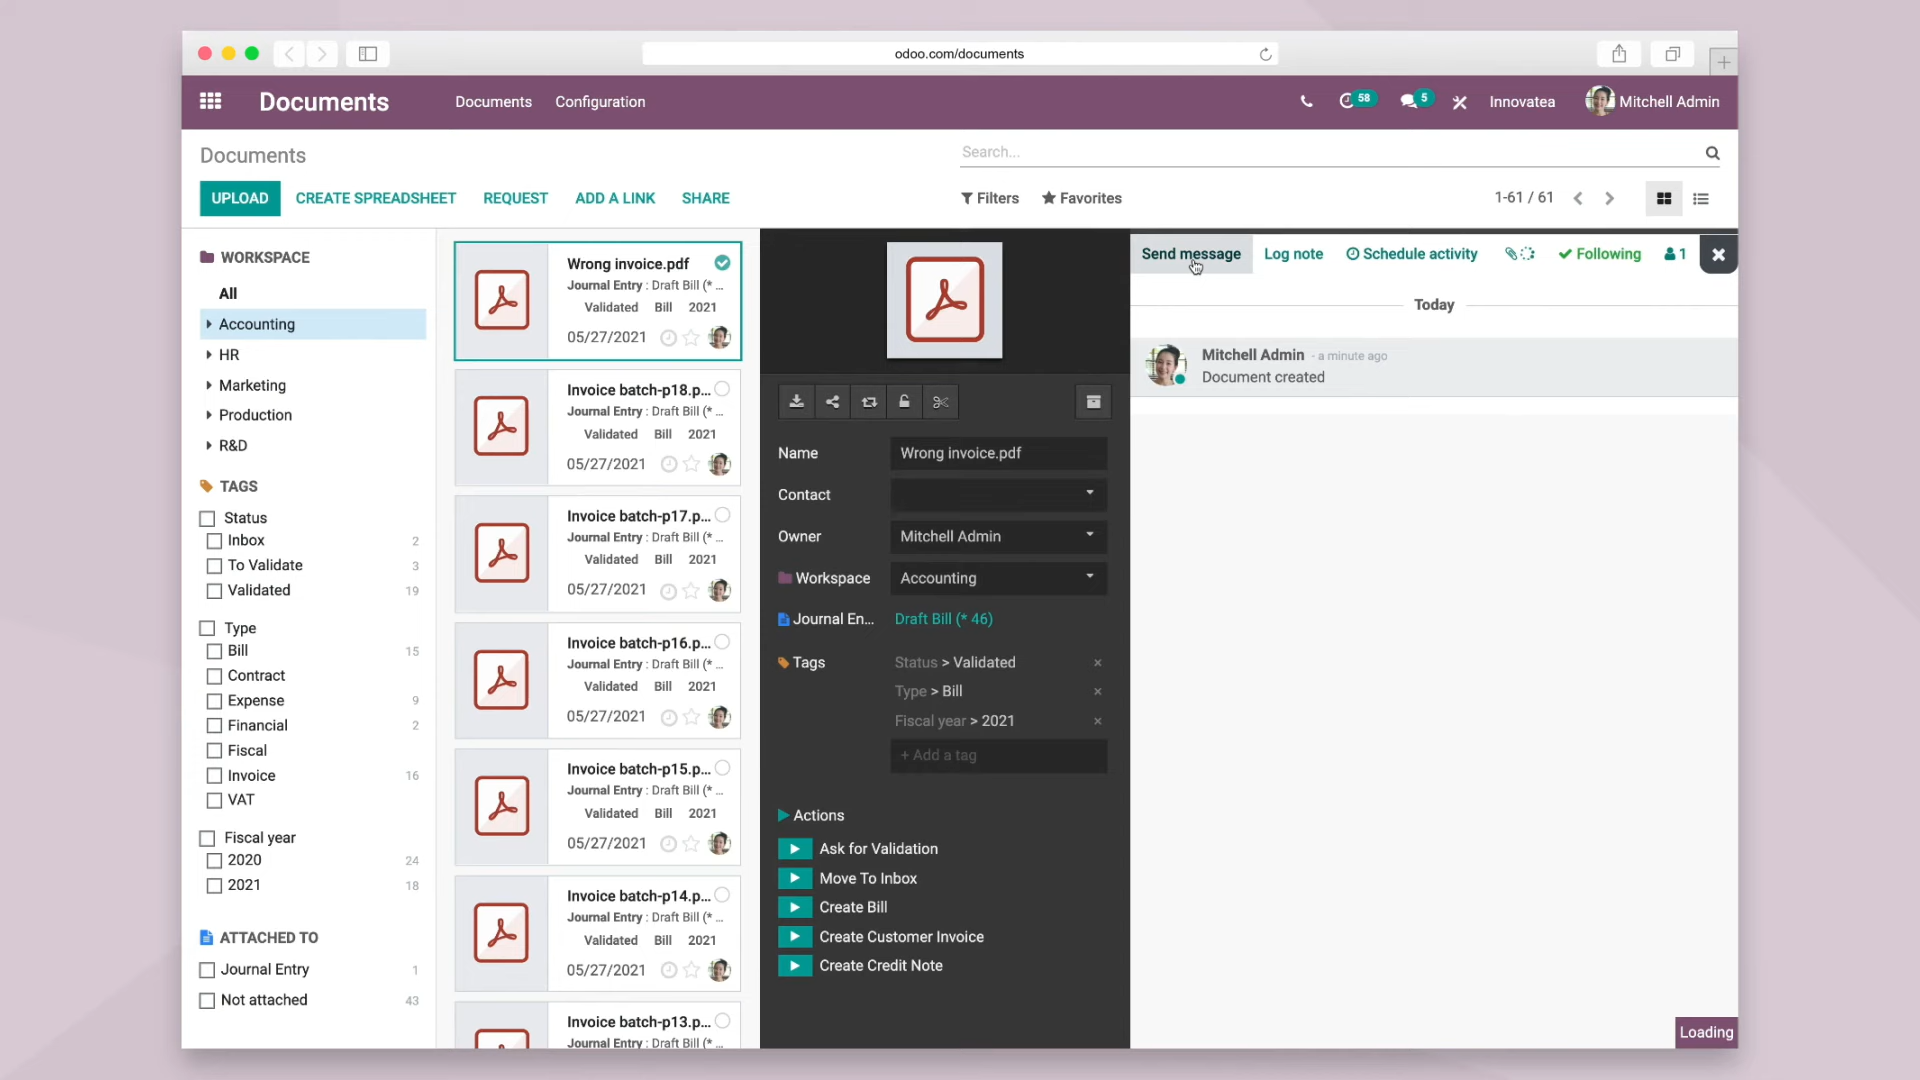 odoo.com/documents
Documents
Documents Configuration
58
5
Innovatea
Mitchell Admin
Documents
Search...
UPLOAD CREATE SPREADSHEET REQUEST ADD A LINK SHARE
Filters Favorites
1-61 / 61
WORKSPACE
All
Accounting
HR
Marketing
Production
R&D
TAGS
Status
Inbox 2
To Validate 3
Validated 19
Type
Bill 15
Contract
Expense 9
Financial 2
Fiscal
Invoice 16
VAT
Fiscal year
2020 24
2021 18
ATTACHED TO
Journal Entry 1
Not attached 43
Wrong invoice.pdf
Journal Entry : Draft Bill (* ...
Validated Bill 2021
05/27/2021
Invoice batch-p18.p...
Journal Entry : Draft Bill (* ...
Validated Bill 2021
05/27/2021
Invoice batch-p17.p...
Journal Entry : Draft Bill (* ...
Validated Bill 2021
05/27/2021
Invoice batch-p16.p...
Journal Entry : Draft Bill (* ...
Validated Bill 2021
05/27/2021
Invoice batch-p15.p...
Journal Entry : Draft Bill (* ...
Validated Bill 2021
05/27/2021
Invoice batch-p14.p...
Journal Entry : Draft Bill (* ...
Validated Bill 2021
05/27/2021
Invoice batch-p13.p...
Journal Entry : Draft Bill (* ...
Name Wrong invoice.pdf
Contact
Owner Mitchell Admin
Workspace Accounting
Journal En... Draft Bill (* 46)
Tags Status > Validated ×
Type > Bill ×
Fiscal year > 2021 ×
+ Add a tag
Actions
Ask for Validation
Move To Inbox
Create Bill
Create Customer Invoice
Create Credit Note
Send message Log note Schedule activity Following 1
Today
Mitchell Admin - a minute ago
Document created
Loading